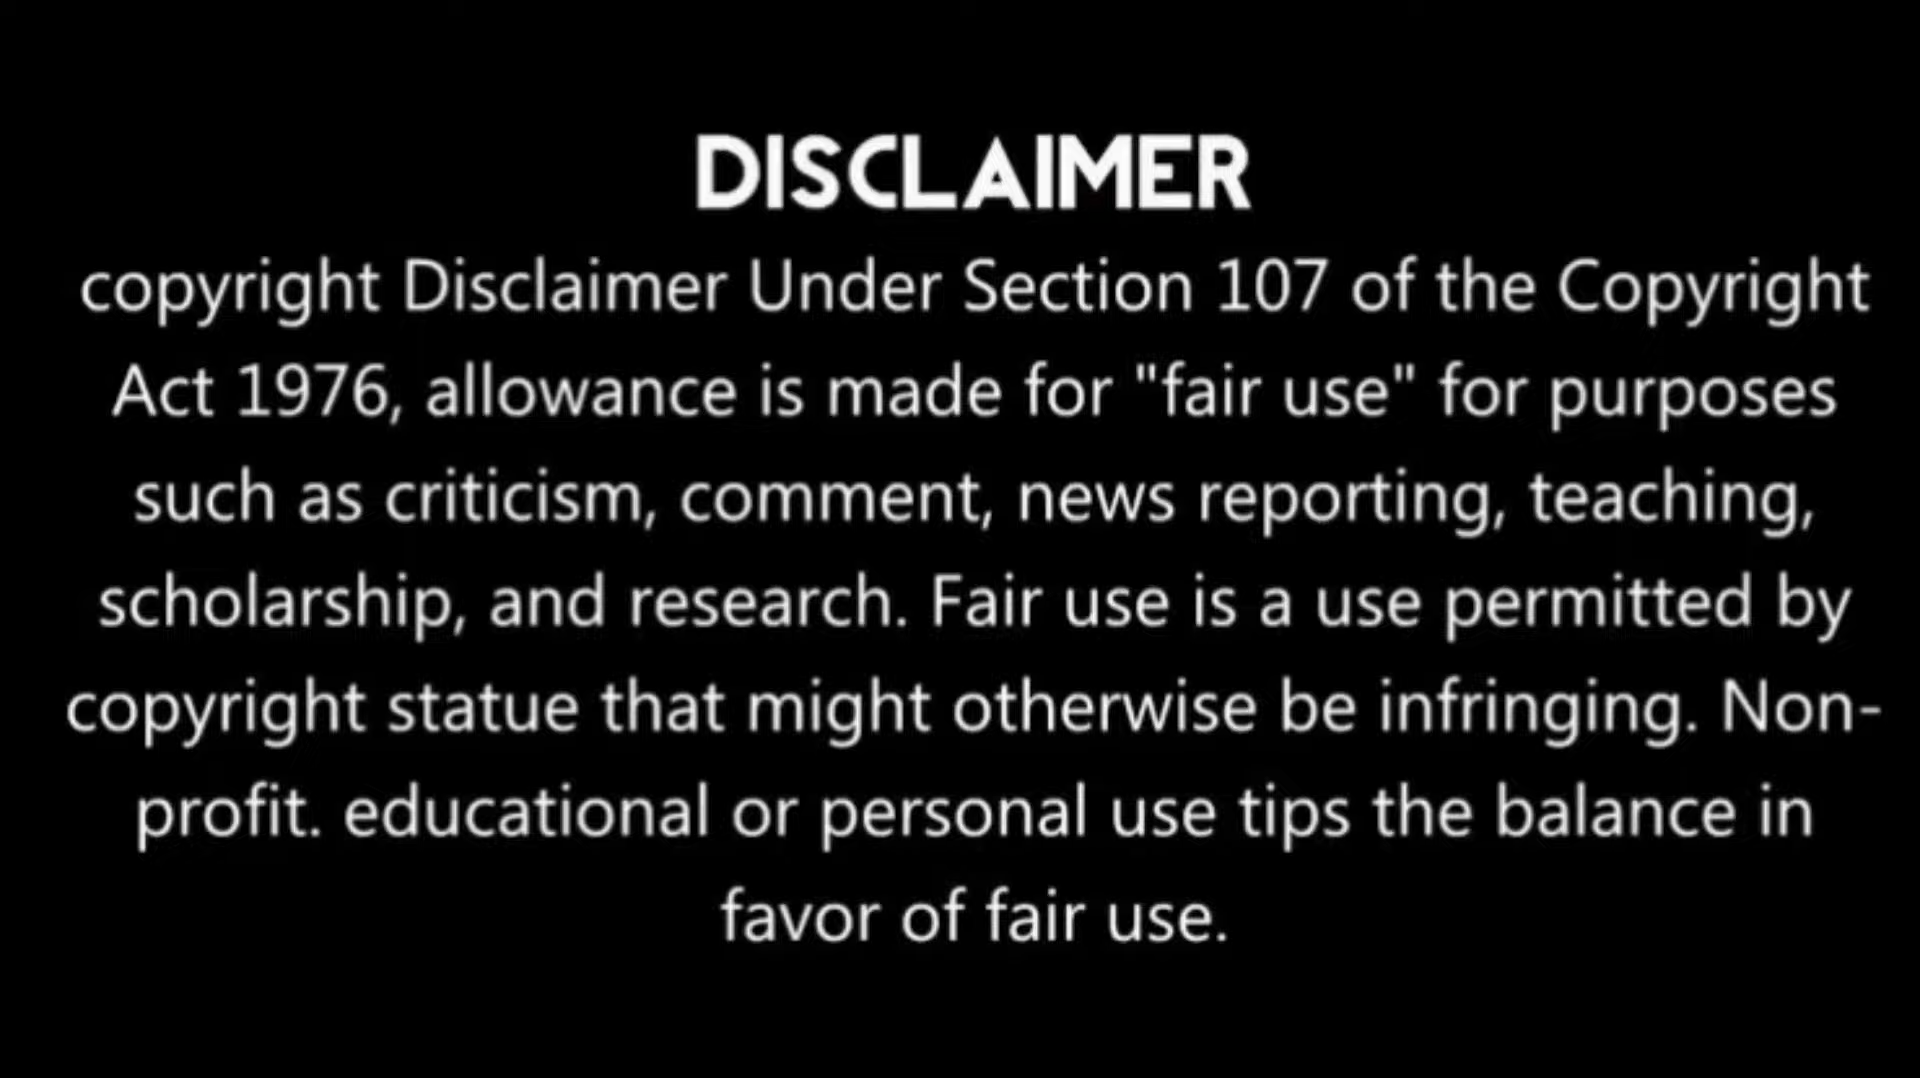 DISCLAIMER
copyright Disclaimer Under Section 107 of the Copyright
Act 1976, allowance is made for "fair use" for purposes
such as criticism, comment, news reporting, teaching,
scholarship, and research. Fair use is a use permitted by
copyright statue that might otherwise be infringing. Non-
profit. educational or personal use tips the balance in
favor of fair use.